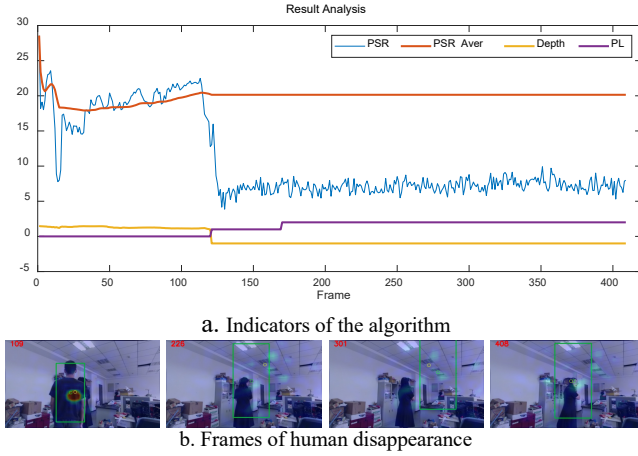 Result Analysis
30
PSR PSR Aver Depth PL
25
20
15
10
5
0
-5
0 50 100 150 200 250 300 350 400
Frame
a. Indicators of the algorithm
109 226 301 408
b. Frames of human disappearance